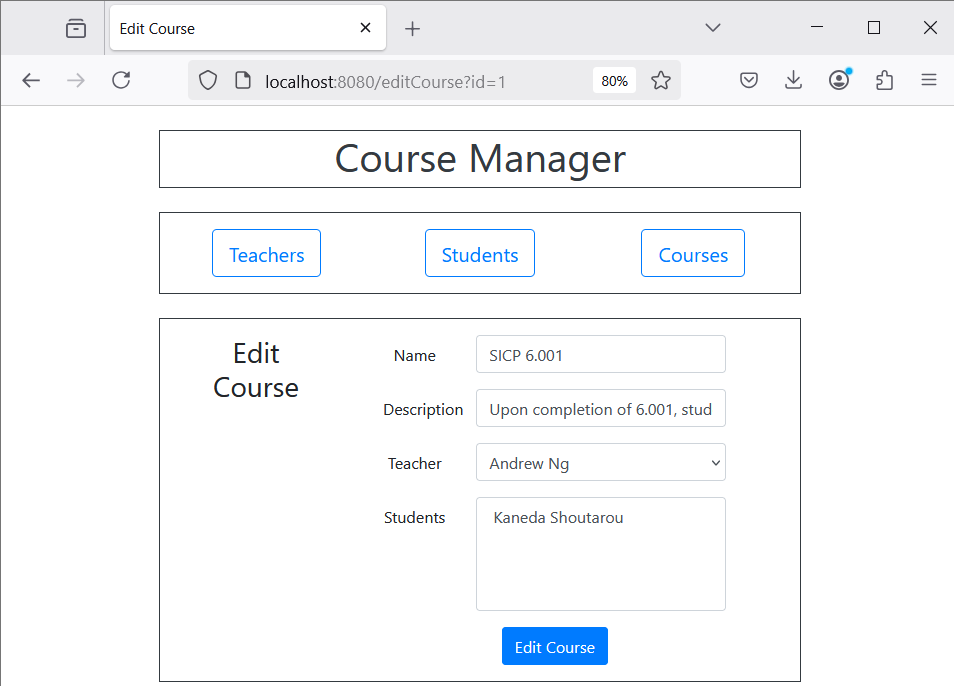 Edit Course
localhost:8080/editCourse?id=1
80%
Course Manager
Teachers
Students
Courses
Edit
Course
Name
SICP 6.001
Description
Upon completion of 6.001, stud
Teacher
Andrew Ng
Students
Kaneda Shoutarou
Edit Course